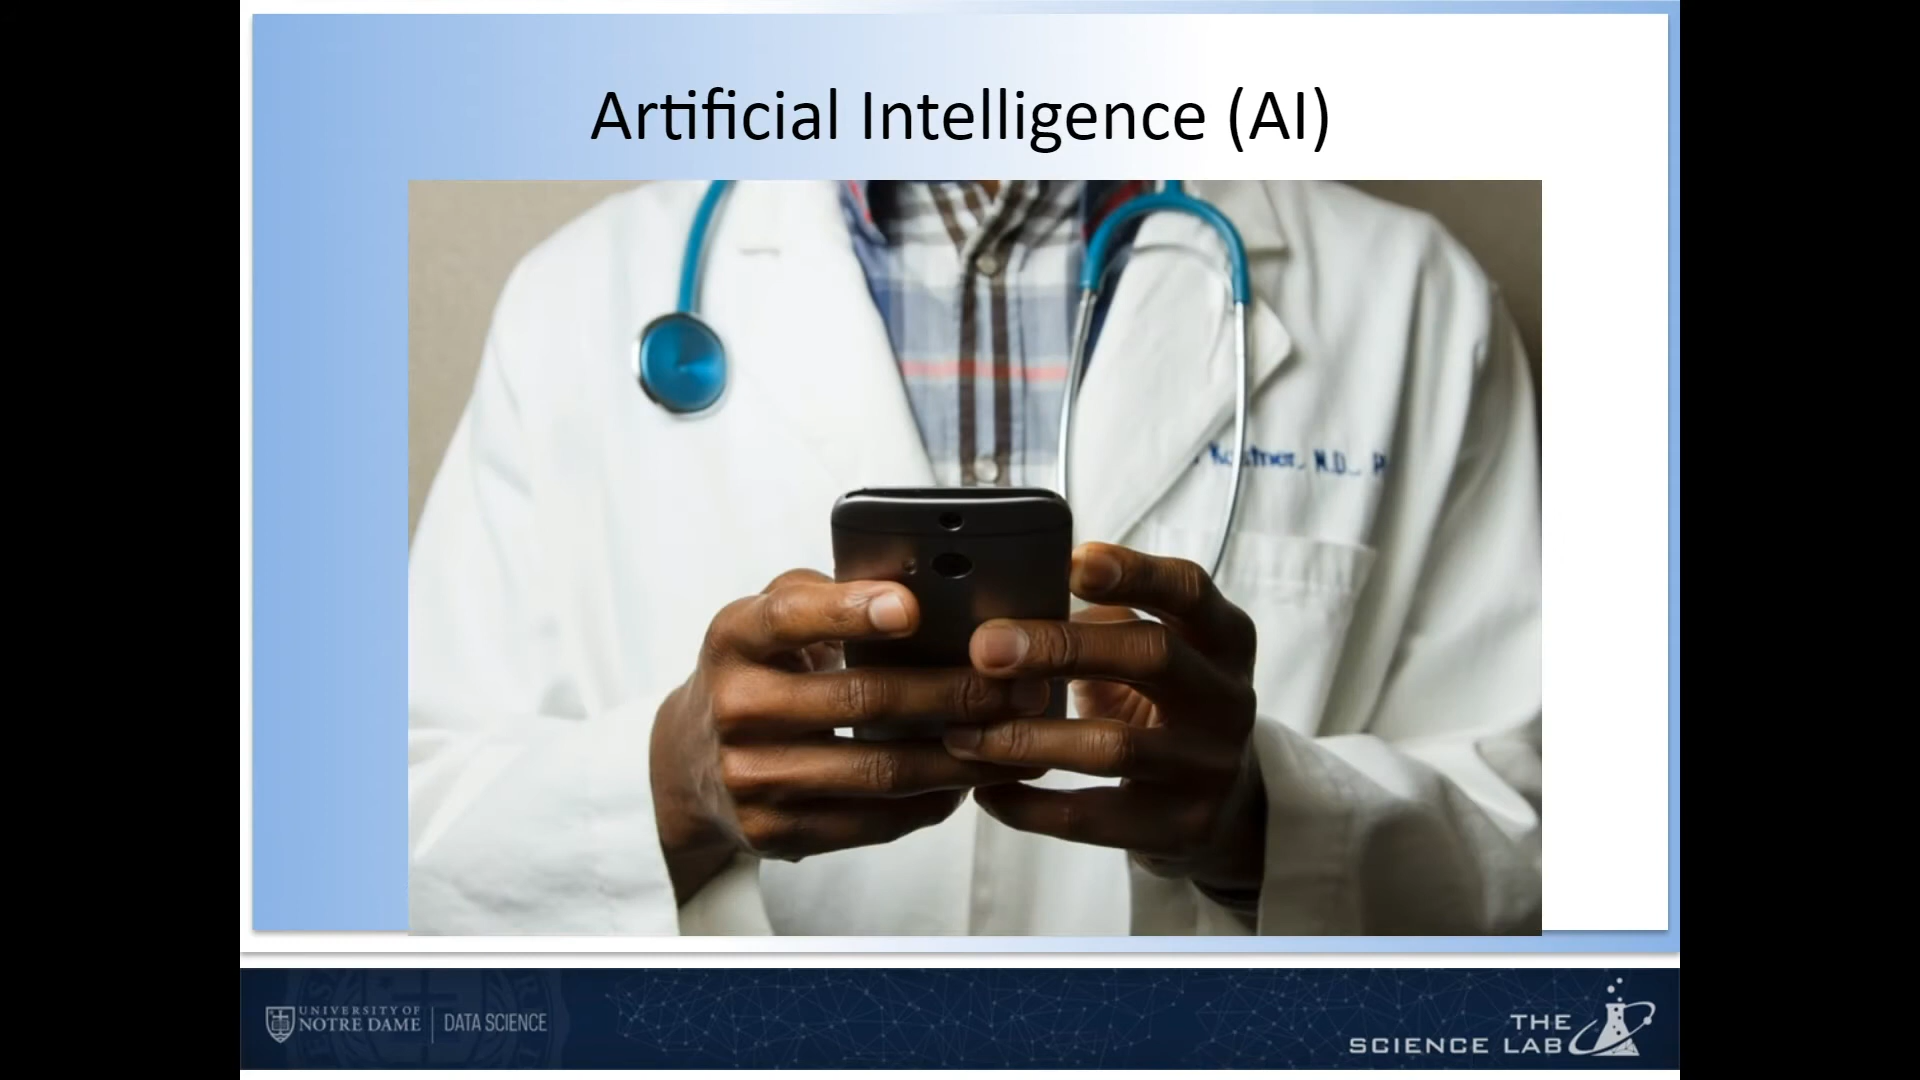 Artificial Intelligence (AI)
N.D., P
UNIVERSITY OF
NOTRE DAME
DATA SCIENCE
THE
SCIENCE LAB